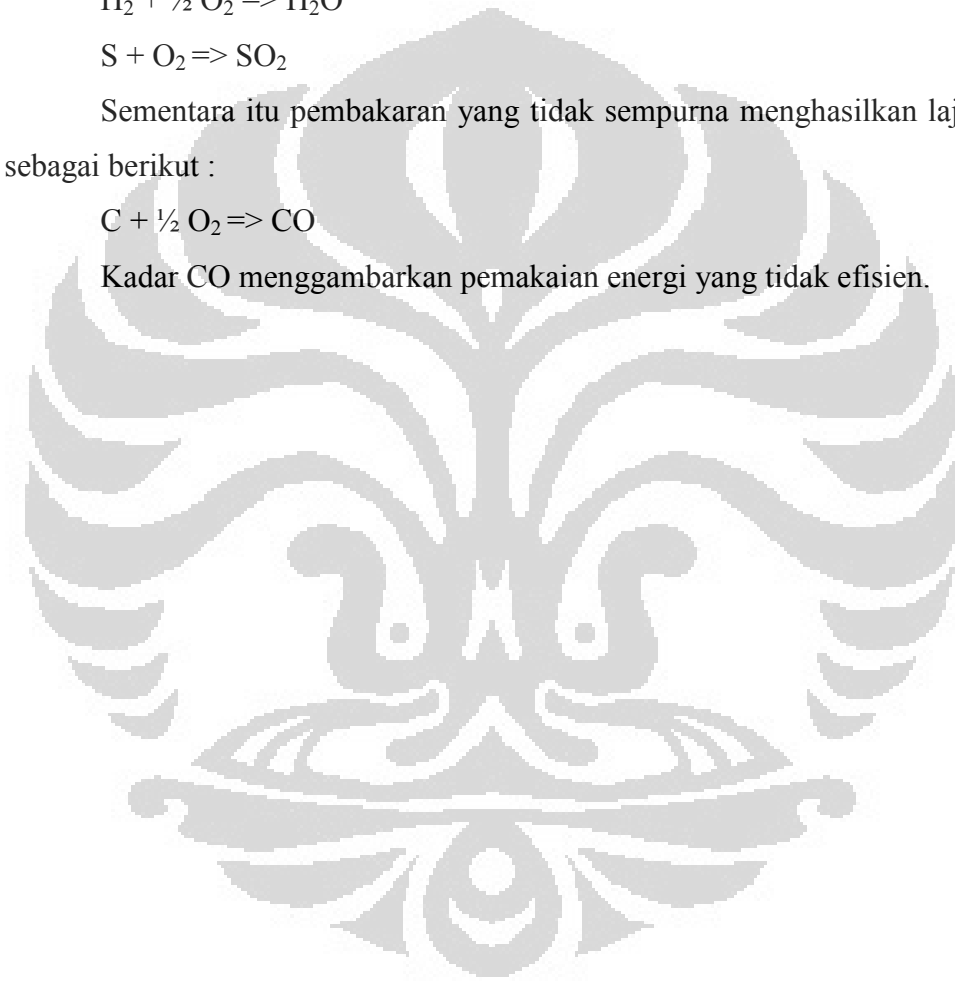 H₂ + ½ O₂ => H₂O
S + O₂ => SO₂
Sementara itu pembakaran yang tidak sempurna menghasilkan laj
sebagai berikut :
C + ½ O₂ => CO
Kadar CO menggambarkan pemakaian energi yang tidak efisien.